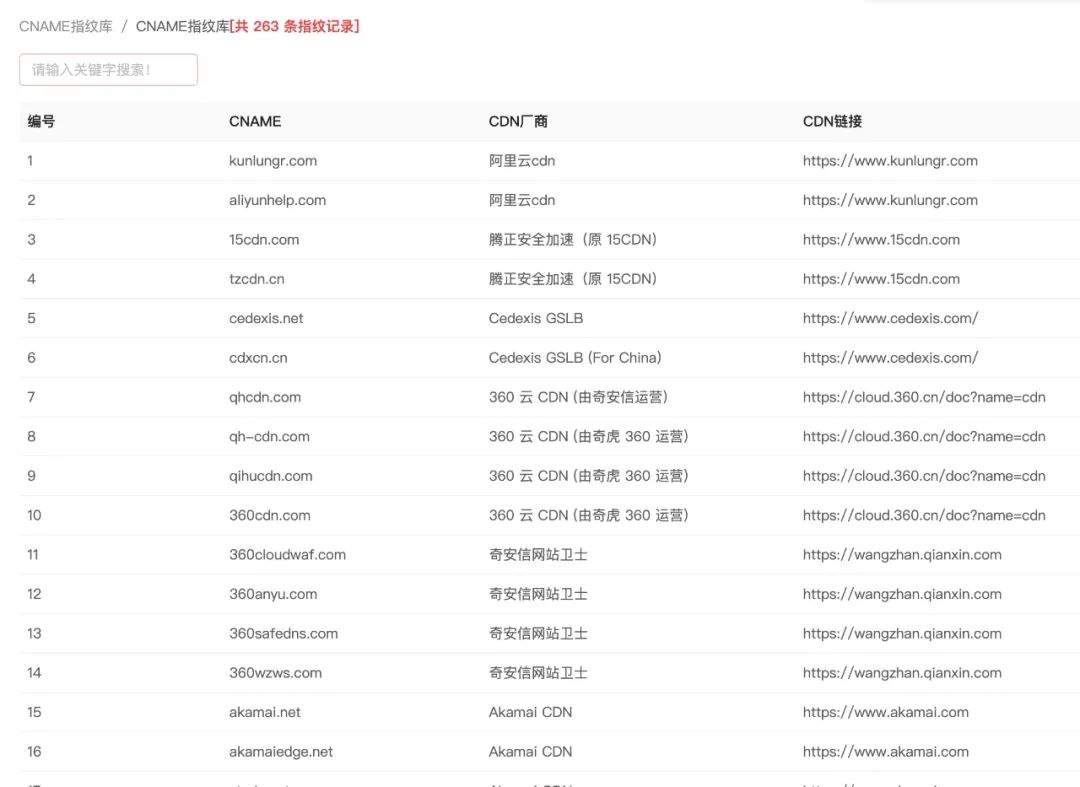 CNAME指纹库 / CNAME指纹库[共 263 条指纹记录]
请输入关键字搜索!
编号 CNAME CDN厂商 CDN链接
1 kunlungr.com 阿里云cdn https://www.kunlungr.com
2 aliyunhelp.com 阿里云cdn https://www.kunlungr.com
3 15cdn.com 腾正安全加速（原 15CDN） https://www.15cdn.com
4 tzcdn.cn 腾正安全加速（原 15CDN） https://www.15cdn.com
5 cedexis.net Cedexis GSLB https://www.cedexis.com/
6 cdxcn.cn Cedexis GSLB (For China) https://www.cedexis.com/
7 qhcdn.com 360 云 CDN (由奇安信运营) https://cloud.360.cn/doc?name=cdn
8 qh-cdn.com 360 云 CDN (由奇虎 360 运营) https://cloud.360.cn/doc?name=cdn
9 qihucdn.com 360 云 CDN (由奇虎 360 运营) https://cloud.360.cn/doc?name=cdn
10 360cdn.com 360 云 CDN (由奇虎 360 运营) https://cloud.360.cn/doc?name=cdn
11 360cloudwaf.com 奇安信网站卫士 https://wangzhan.qianxin.com
12 360anyu.com 奇安信网站卫士 https://wangzhan.qianxin.com
13 360safedns.com 奇安信网站卫士 https://wangzhan.qianxin.com
14 360wzws.com 奇安信网站卫士 https://wangzhan.qianxin.com
15 akamai.net Akamai CDN https://www.akamai.com
16 akamaiedge.net Akamai CDN https://www.akamai.com